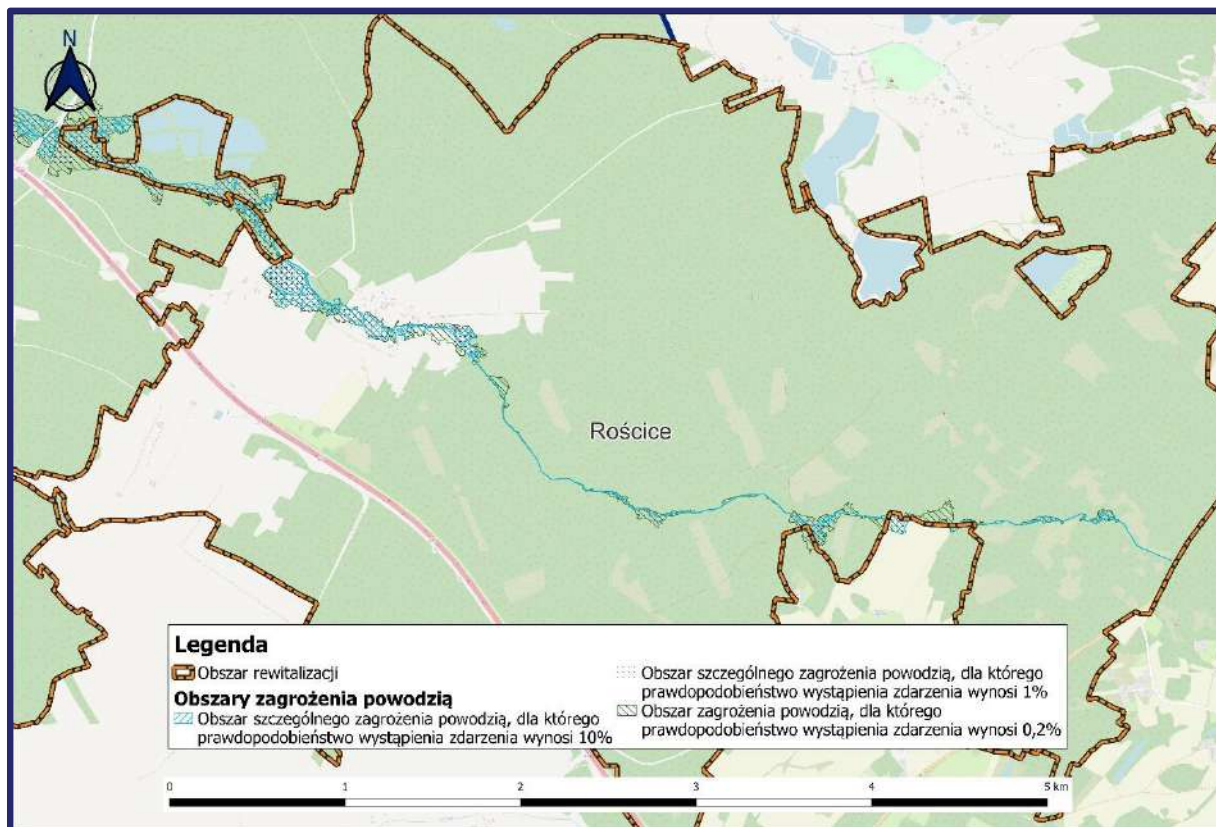 N
Rościce
Legenda
Obszar rewitalizacji
Obszary zagrożenia powodzią
Obszar szczególnego zagrożenia powodzią, dla którego
prawdopodobieństwo wystąpienia zdarzenia wynosi 10%
Obszar szczególnego zagrożenia powodzią, dla którego
prawdopodobieństwo wystąpienia zdarzenia wynosi 1%
Obszar zagrożenia powodzią, dla którego
prawdopodobieństwo wystąpienia zdarzenia wynosi 0,2%
0 1 2 3 4 5 km